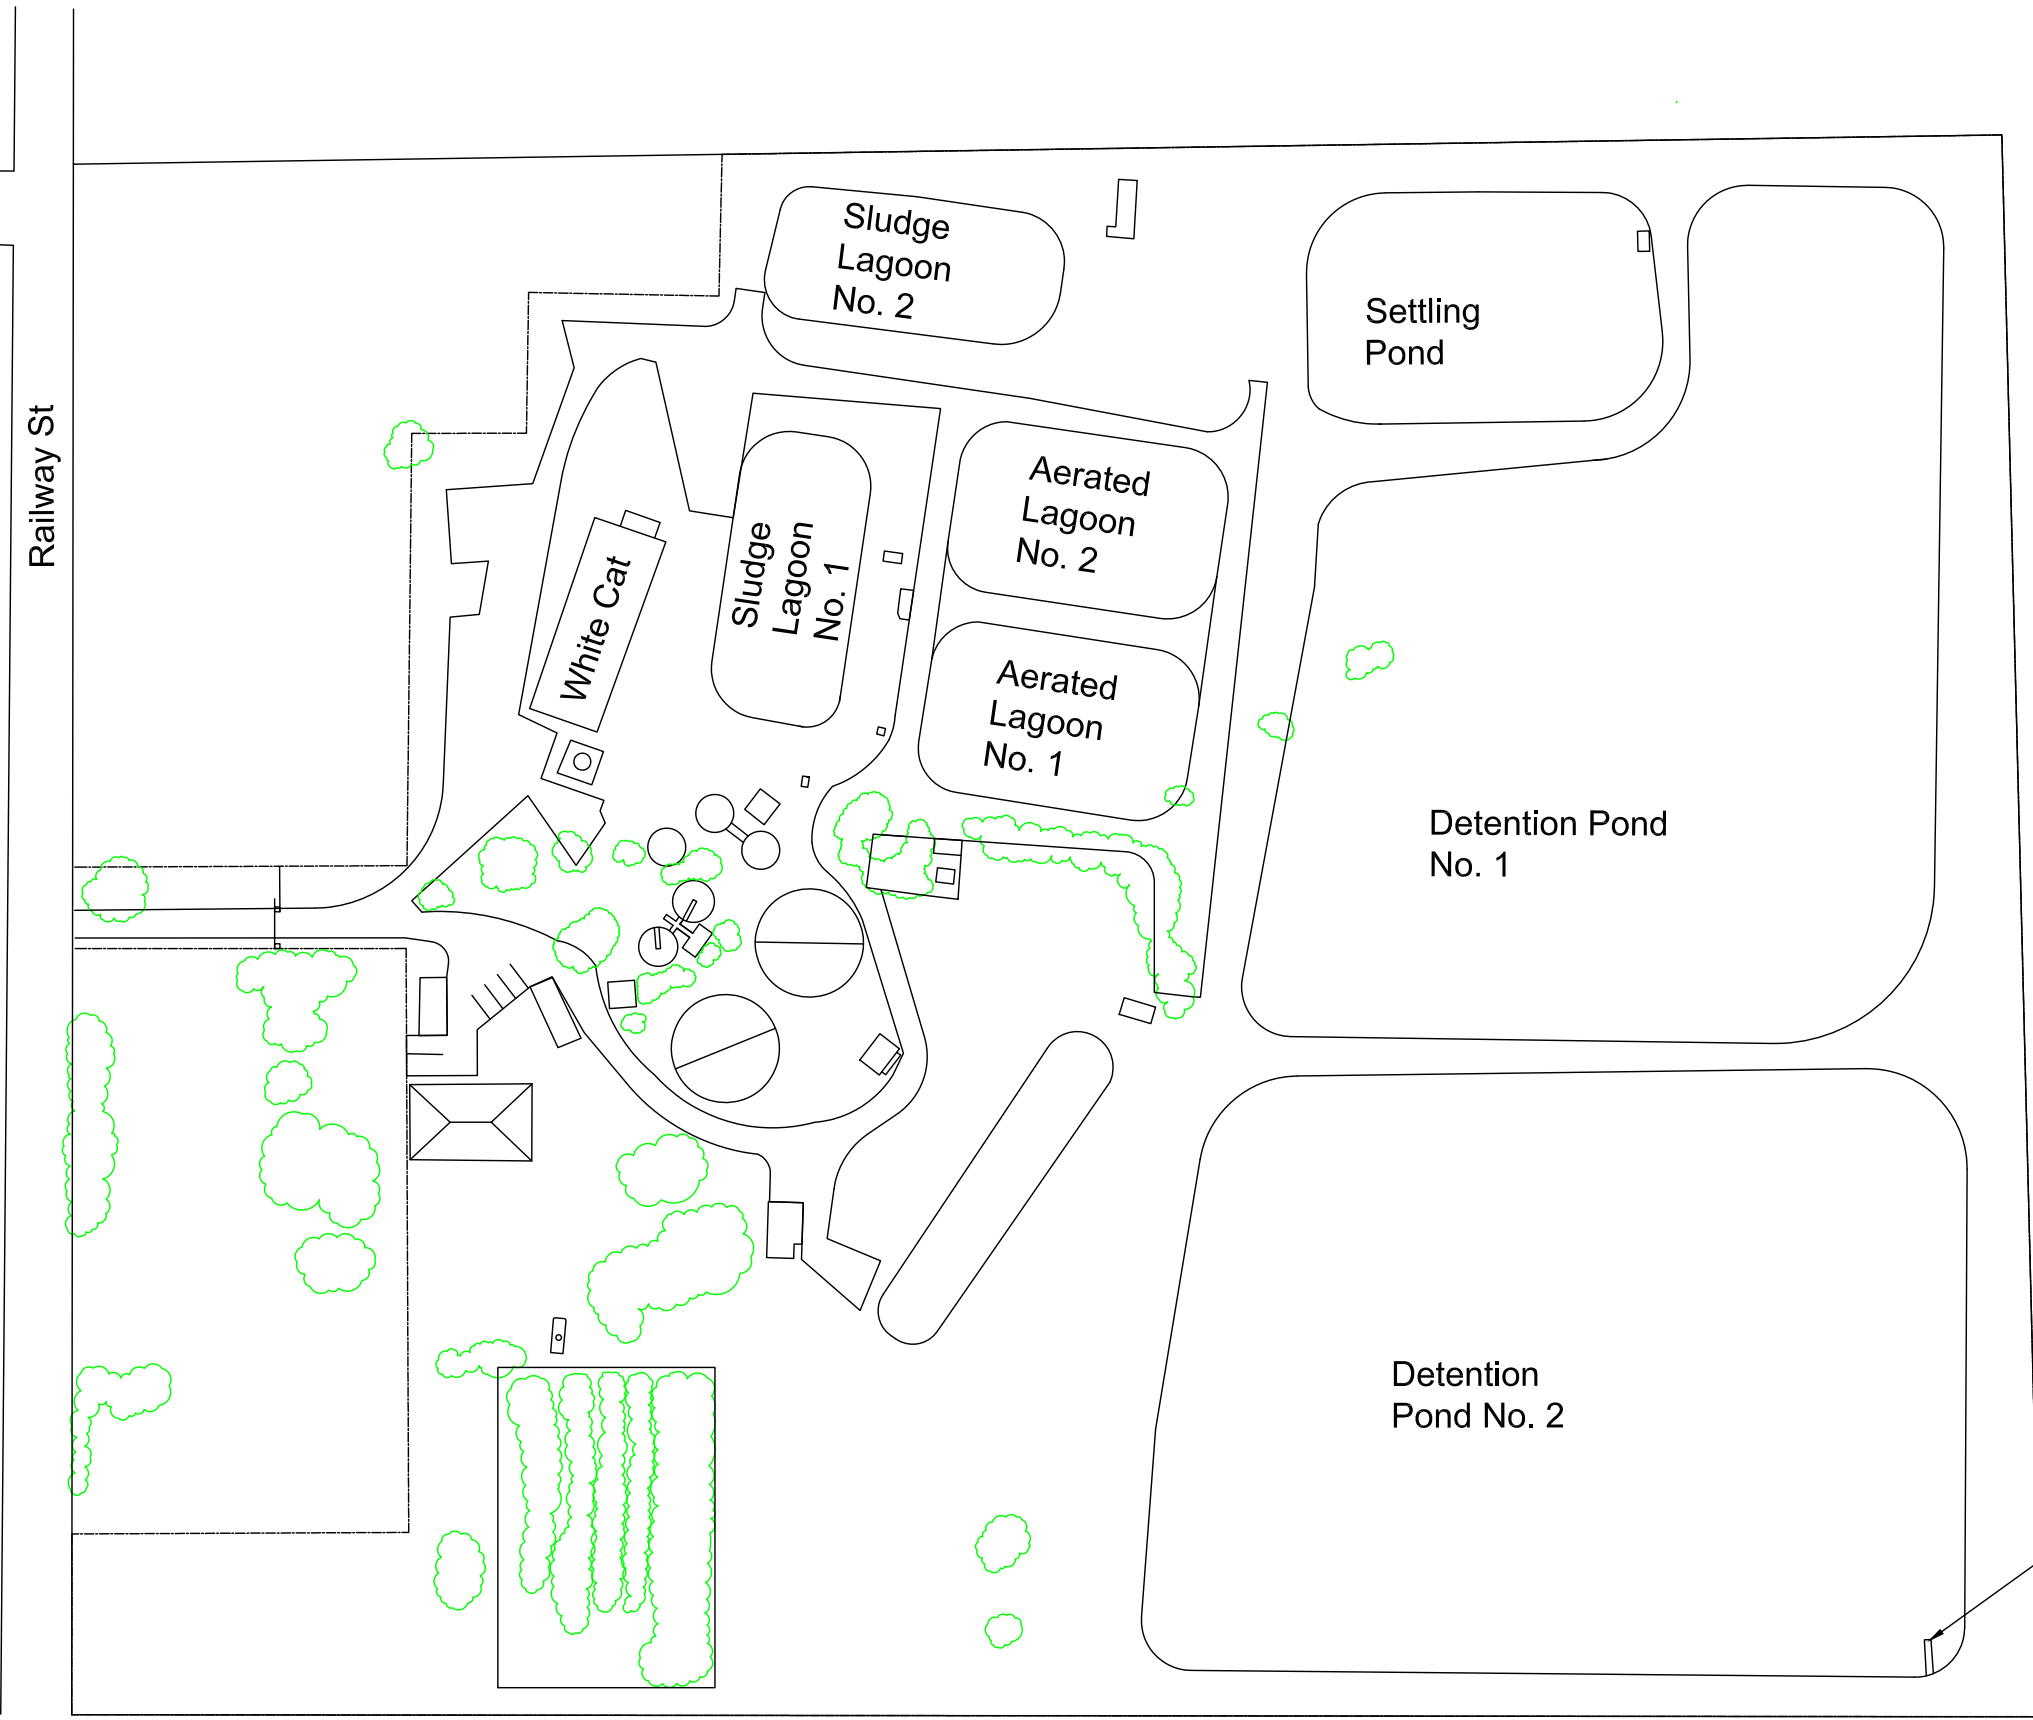 Railway St
Sludge
Lagoon
No. 2
Settling
Pond
Sludge
Lagoon
No. 1
White Cat
Aerated
Lagoon
No. 2
Aerated
Lagoon
No. 1
Detention Pond
No. 1
Detention
Pond No. 2